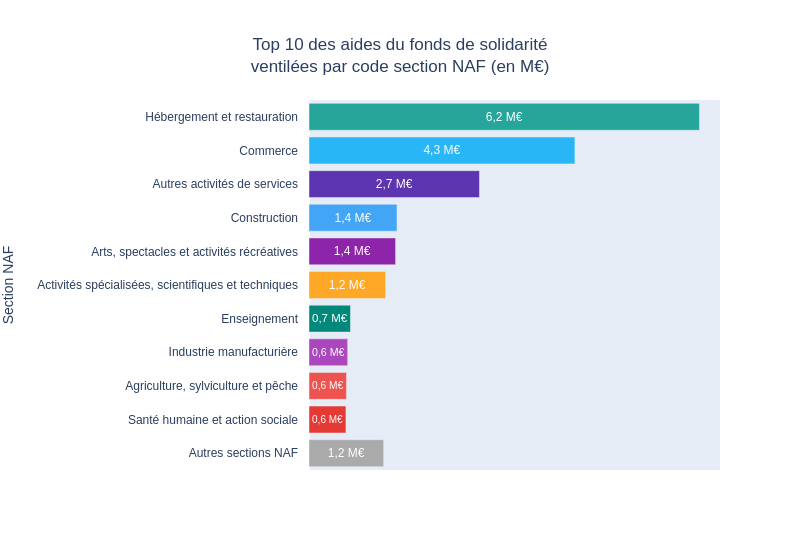 Top 10 des aides du fonds de solidarité
ventilées par code section NAF (en M€)
Section NAF
Hébergement et restauration 6,2 M€
Commerce 4,3 M€
Autres activités de services 2,7 M€
Construction 1,4 M€
Arts, spectacles et activités récréatives 1,4 M€
Activités spécialisées, scientifiques et techniques 1,2 M€
Enseignement 0,7 M€
Industrie manufacturière 0,6 M€
Agriculture, sylviculture et pêche 0,6 M€
Santé humaine et action sociale 0,6 M€
Autres sections NAF 1,2 M€